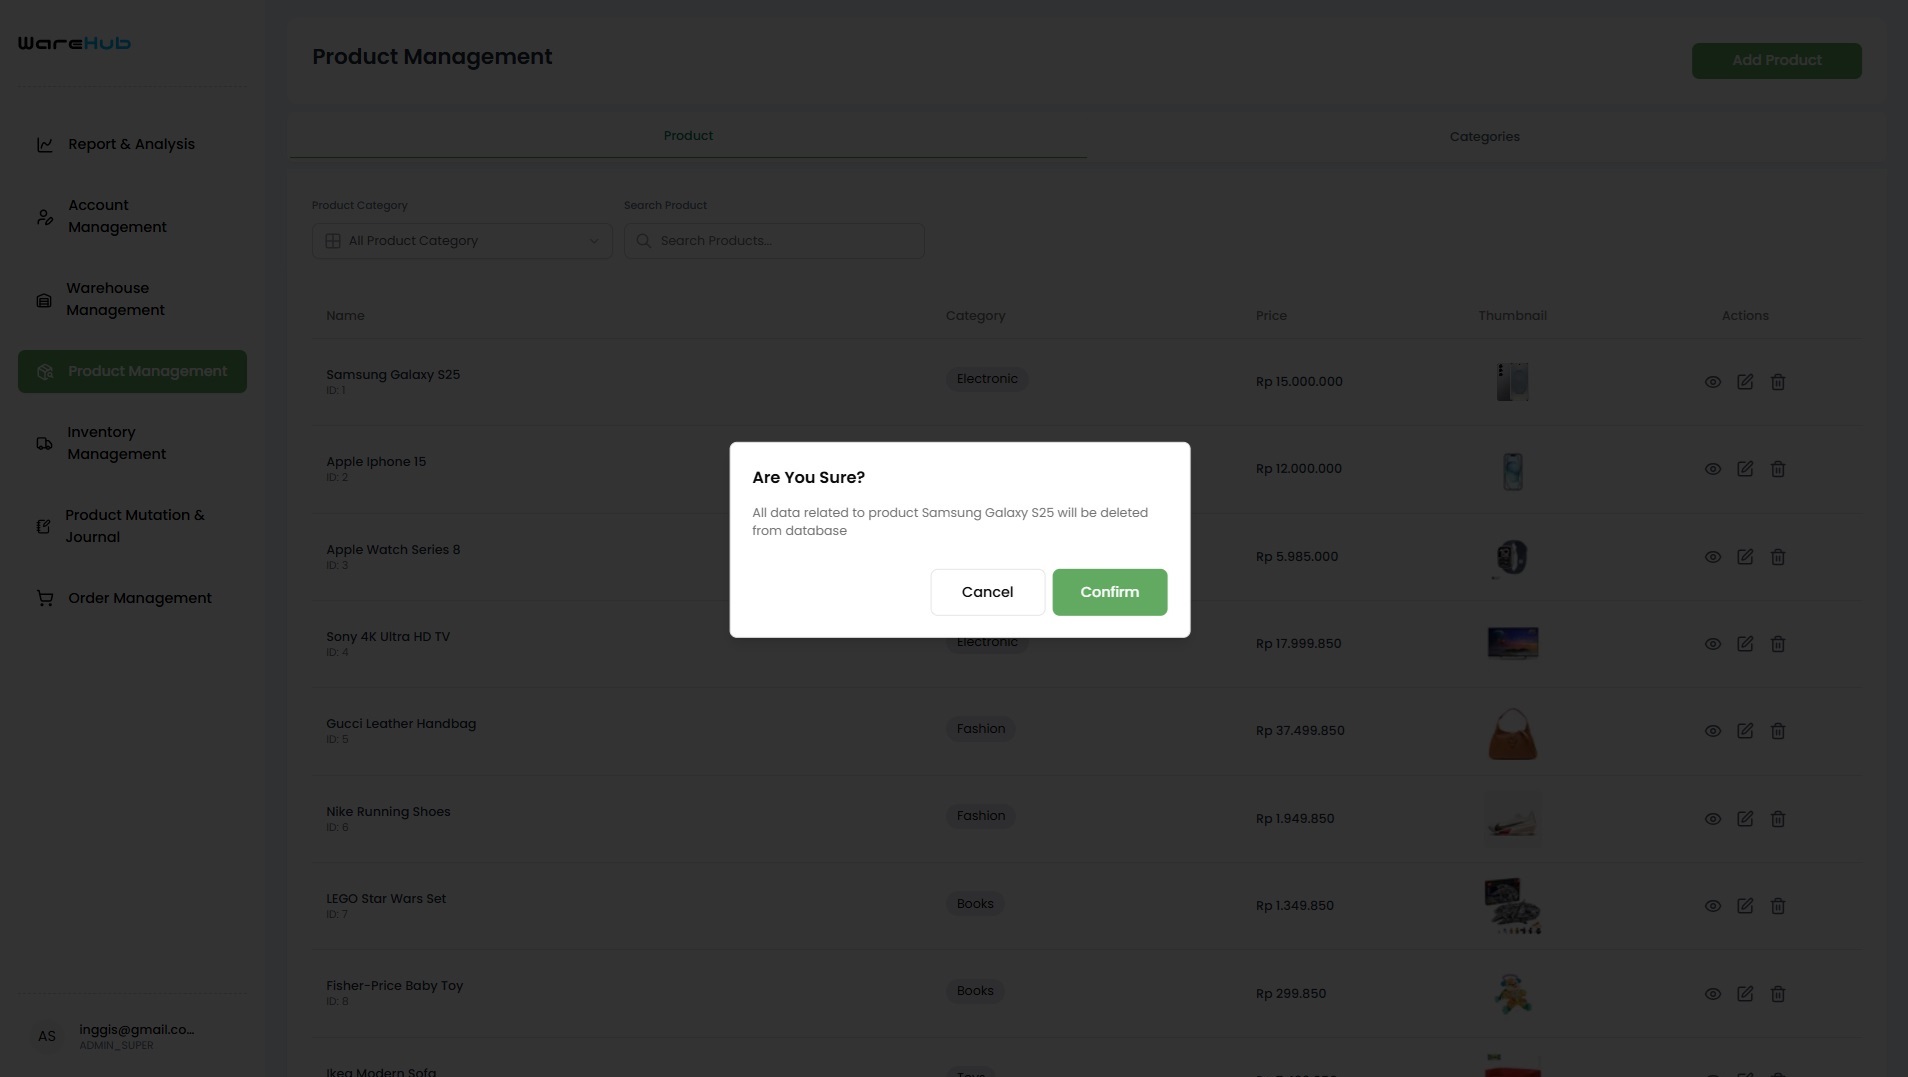 WareHub
Product Management
Add Product
Report & Analysis
Account
Management
Warehouse
Management
Product Management
Inventory
Management
Product Mutation &
Journal
Order Management
Product
Categories
Product Category
Search Product
All Product Category
Search Products...
Name
Category
Price
Thumbnail
Actions
Samsung Galaxy S25
ID: 1
Electronic
Rp 15.000.000
Apple Iphone 15
ID: 2
Rp 12.000.000
Apple Watch Series 8
ID: 3
Rp 5.985.000
Are You Sure?
All data related to product Samsung Galaxy S25 will be deleted
from database
Cancel
Confirm
Sony 4K Ultra HD TV
ID: 4
Electronic
Rp 17.999.850
Gucci Leather Handbag
ID: 5
Fashion
Rp 37.499.850
Nike Running Shoes
ID: 6
Fashion
Rp 1.949.850
LEGO Star Wars Set
ID: 7
Books
Rp 1.349.850
Fisher-Price Baby Toy
ID: 8
Books
Rp 299.850
Ikea Modern Sofa
Toys
AS
inggis@gmail.co...
ADMIN_SUPER